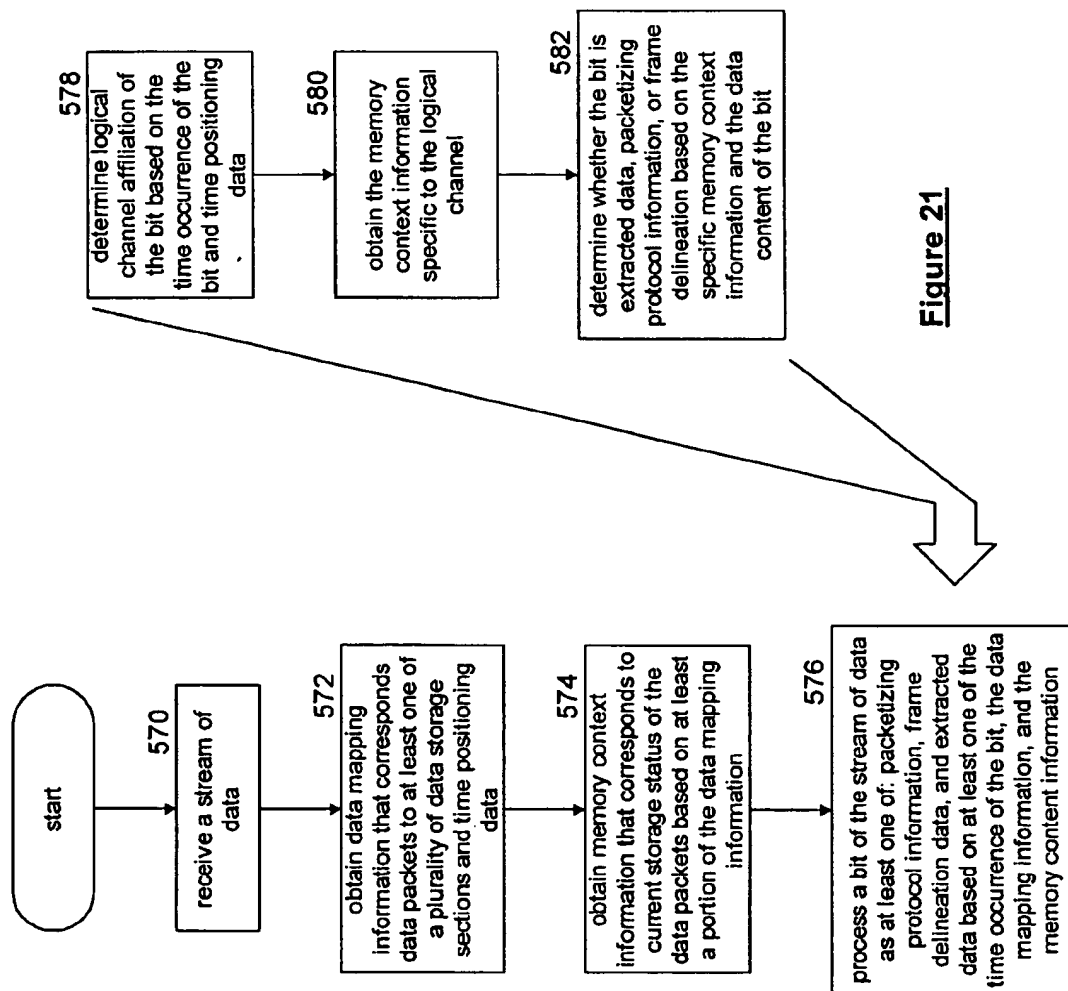 start
570
receive a stream of
data
572
obtain data mapping
information that corresponds
data packets to at least one of
a plurality of data storage
sections and time positioning
data
574
obtain memory context
information that corresponds to
current storage status of the
data packets based on at least
a portion of the data mapping
information
576
process a bit of the stream of data
as at least one of: packetizing
protocol information, frame
delineation data, and extracted
data based on at least one of the
time occurrence of the bit, the data
mapping information, and the
memory content information
578
determine logical
channel affiliation of
the bit based on the
time occurrence of the
bit and time positioning
data
580
obtain the memory
context information
specific to the logical
channel
582
determine whether the bit is
extracted data, packetizing
protocol information, or frame
delineation based on the
specific memory context
information and the data
content of the bit
Figure 21